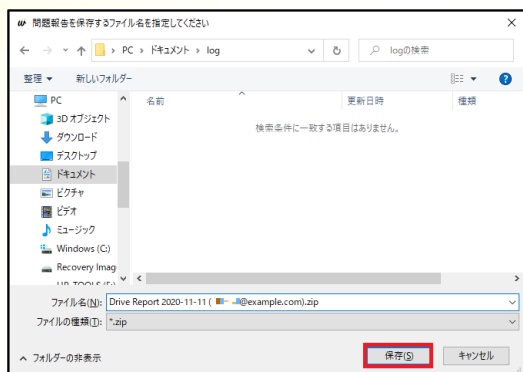 問題報告を保存するファイル名を指定してください
PC › ドキュメント › log
logの検索
整理 新しいフォルダー
PC
3D オブジェクト
ダウンロード
デスクトップ
ドキュメント
ピクチャ
ビデオ
ミュージック
Windows (C:)
Recovery Imag
名前 更新日時 種類
検索条件に一致する項目はありません。
ファイル名(N): Drive Report 2020-11-11 ( @example.com).zip
ファイルの種類(T): *.zip
フォルダーの非表示 保存(S) キャンセル